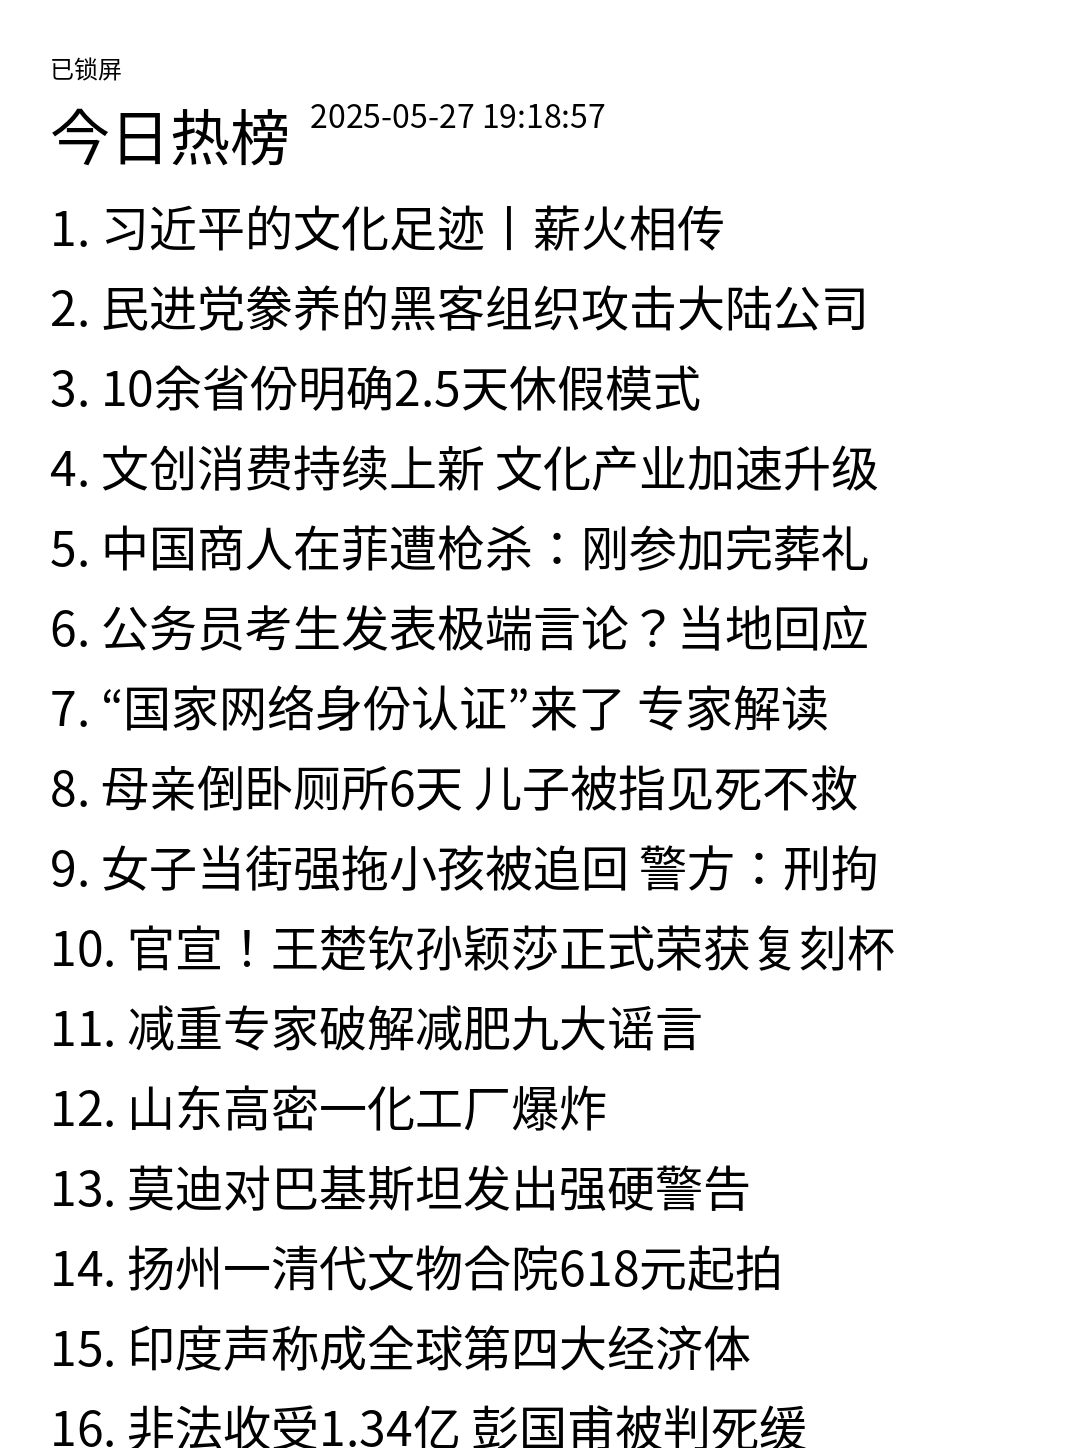 已锁屏
今日热榜 2025-05-27 19:18:57
1. 习近平的文化足迹丨薪火相传
2. 民进党豢养的黑客组织攻击大陆公司
3. 10余省份明确2.5天休假模式
4. 文创消费持续上新 文化产业加速升级
5. 中国商人在菲遭枪杀：刚参加完葬礼
6. 公务员考生发表极端言论？当地回应
7. “国家网络身份认证”来了 专家解读
8. 母亲倒卧厕所6天 儿子被指见死不救
9. 女子当街强拖小孩被追回 警方：刑拘
10. 官宣！王楚钦孙颖莎正式荣获复刻杯
11. 减重专家破解减肥九大谣言
12. 山东高密一化工厂爆炸
13. 莫迪对巴基斯坦发出强硬警告
14. 扬州一清代文物合院618元起拍
15. 印度声称成全球第四大经济体
16. 非法收受1.34亿 彭国甫被判死缓